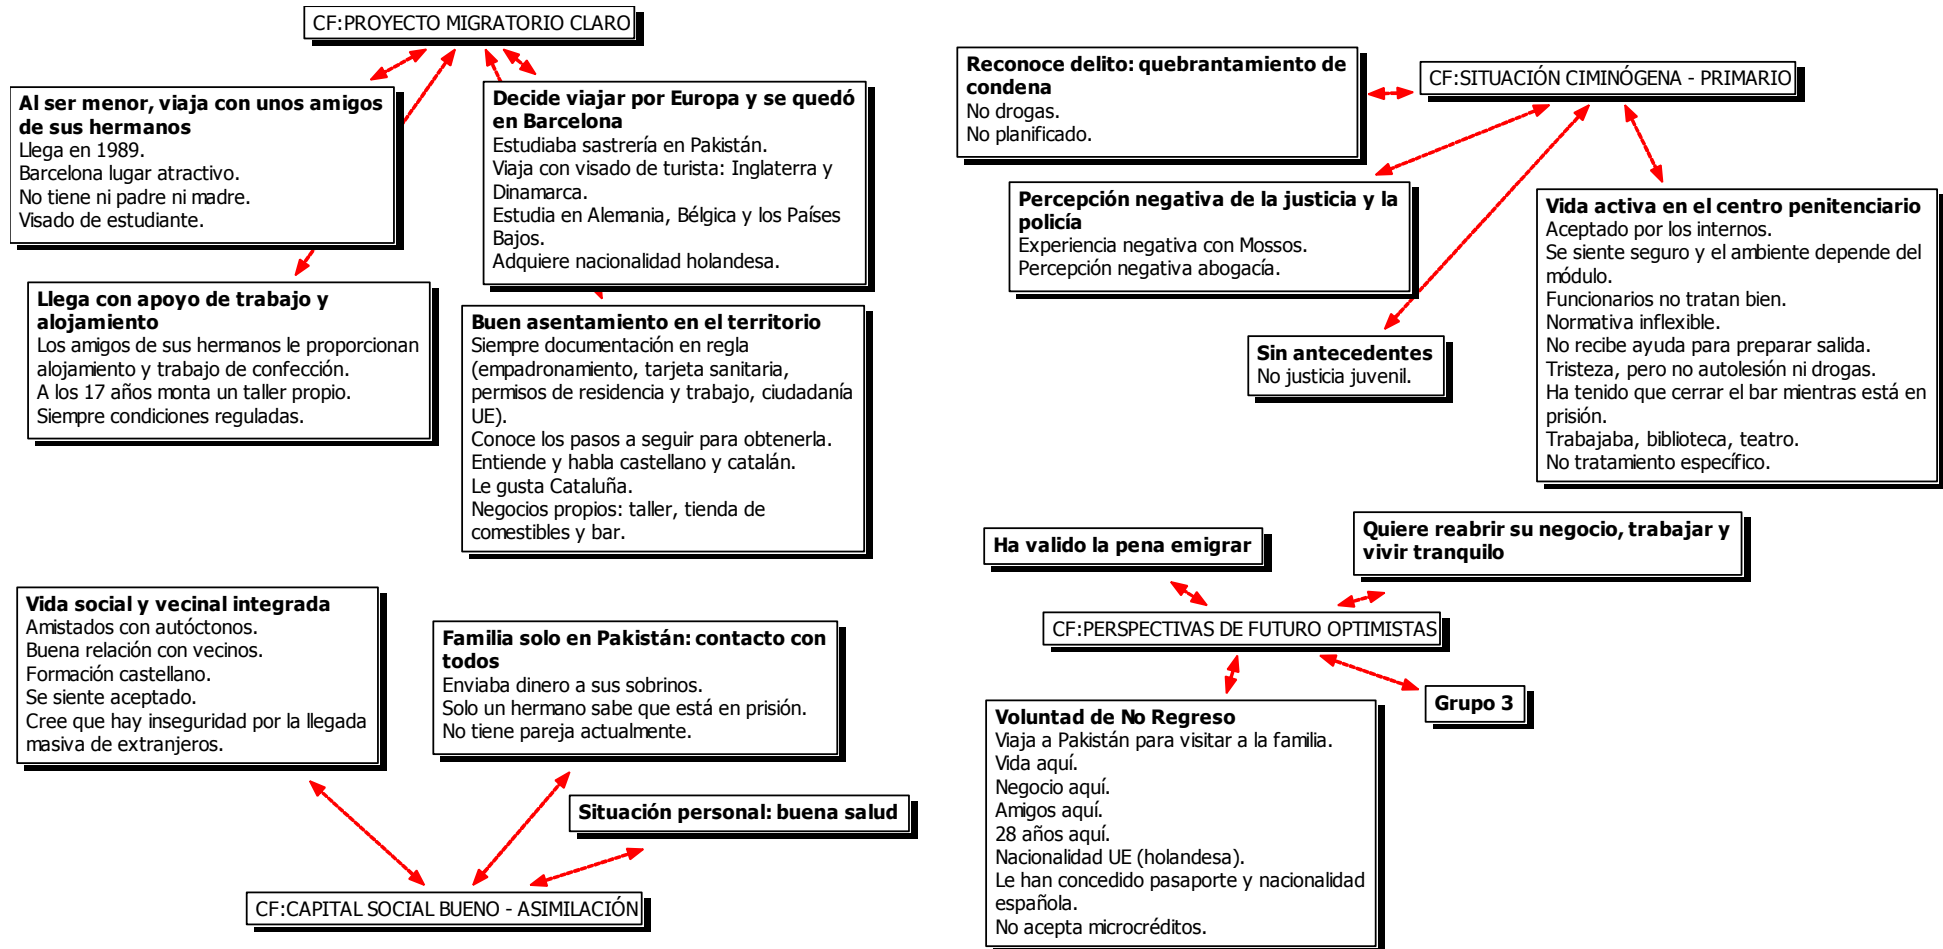 CF:PROYECTO MIGRATORIO CLARO
Al ser menor, viaja con unos amigos
de sus hermanos
Llega en 1989.
Barcelona lugar atractivo.
No tiene ni padre ni madre.
Visado de estudiante.
Decide viajar por Europa y se quedó
en Barcelona
Estudiaba sastrería en Pakistán.
Viaja con visado de turista: Inglaterra y
Dinamarca.
Estudia en Alemania, Bélgica y los Países
Bajos.
Adquiere nacionalidad holandesa.
Llega con apoyo de trabajo y
alojamiento
Los amigos de sus hermanos le proporcionan
alojamiento y trabajo de confección.
A los 17 años monta un taller propio.
Siempre condiciones reguladas.
Buen asentamiento en el territorio
Siempre documentación en regla
(empadronamiento, tarjeta sanitaria,
permisos de residencia y trabajo, ciudadanía
UE).
Conoce los pasos a seguir para obtenerla.
Entiende y habla castellano y catalán.
Le gusta Cataluña.
Negocios propios: taller, tienda de
comestibles y bar.
Reconoce delito: quebrantamiento de
condena
No drogas.
No planificado.
CF:SITUACIÓN CIMINÓGENA - PRIMARIO
Percepción negativa de la justicia y la
policía
Experiencia negativa con Mossos.
Percepción negativa abogacía.
Sin antecedentes
No justicia juvenil.
Vida activa en el centro penitenciario
Aceptado por los internos.
Se siente seguro y el ambiente depende del
módulo.
Funcionarios no tratan bien.
Normativa inflexible.
No recibe ayuda para preparar salida.
Tristeza, pero no autolesión ni drogas.
Ha tenido que cerrar el bar mientras está en
prisión.
Trabajaba, biblioteca, teatro.
No tratamiento específico.
Vida social y vecinal integrada
Amistados con autóctonos.
Buena relación con vecinos.
Formación castellano.
Se siente aceptado.
Cree que hay inseguridad por la llegada
masiva de extranjeros.
Familia solo en Pakistán: contacto con
todos
Enviaba dinero a sus sobrinos.
Solo un hermano sabe que está en prisión.
No tiene pareja actualmente.
Situación personal: buena salud
CF:CAPITAL SOCIAL BUENO - ASIMILACIÓN
Ha valido la pena emigrar
Quiere reabrir su negocio, trabajar y
vivir tranquilo
CF:PERSPECTIVAS DE FUTURO OPTIMISTAS
Grupo 3
Voluntad de No Regreso
Viaja a Pakistán para visitar a la familia.
Vida aquí.
Negocio aquí.
Amigos aquí.
28 años aquí.
Nacionalidad UE (holandesa).
Le han concedido pasaporte y nacionalidad
española.
No acepta microcréditos.